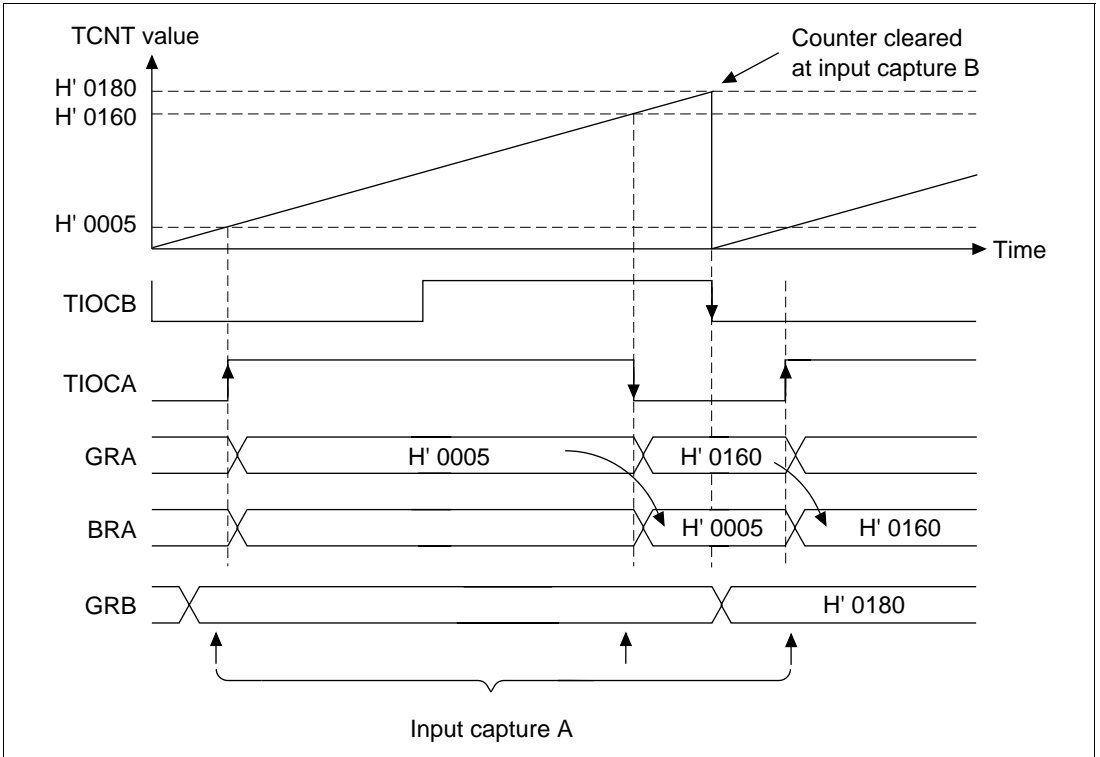 TCNT value
Counter cleared
at input capture B
H' 0180
H' 0160
H' 0005
Time
TIOCB
TIOCA
GRA
H' 0005
H' 0160
BRA
H' 0005
H' 0160
GRB
H' 0180
Input capture A